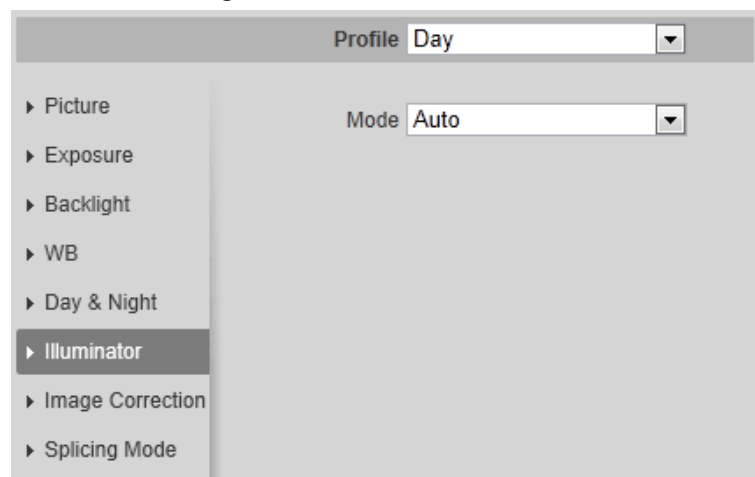 Profile Day
Picture
Mode Auto
Exposure
Backlight
WB
Day & Night
Illuminator
Image Correction
Splicing Mode